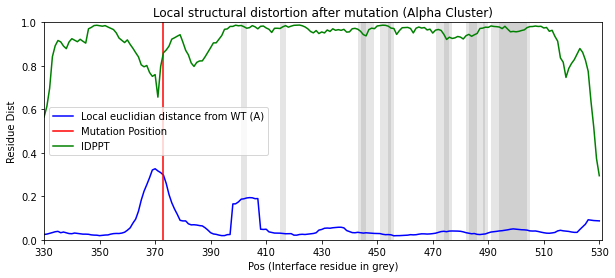 Local structural distortion after mutation (Alpha Cluster)
Residue Dist
1.0
0.8
0.6
0.4
0.2
0.0
Local euclidian distance from WT (A)
Mutation Position
IDPPT
330 350 370 390 410 430 450 470 490 510 530
Pos (Interface residue in grey)